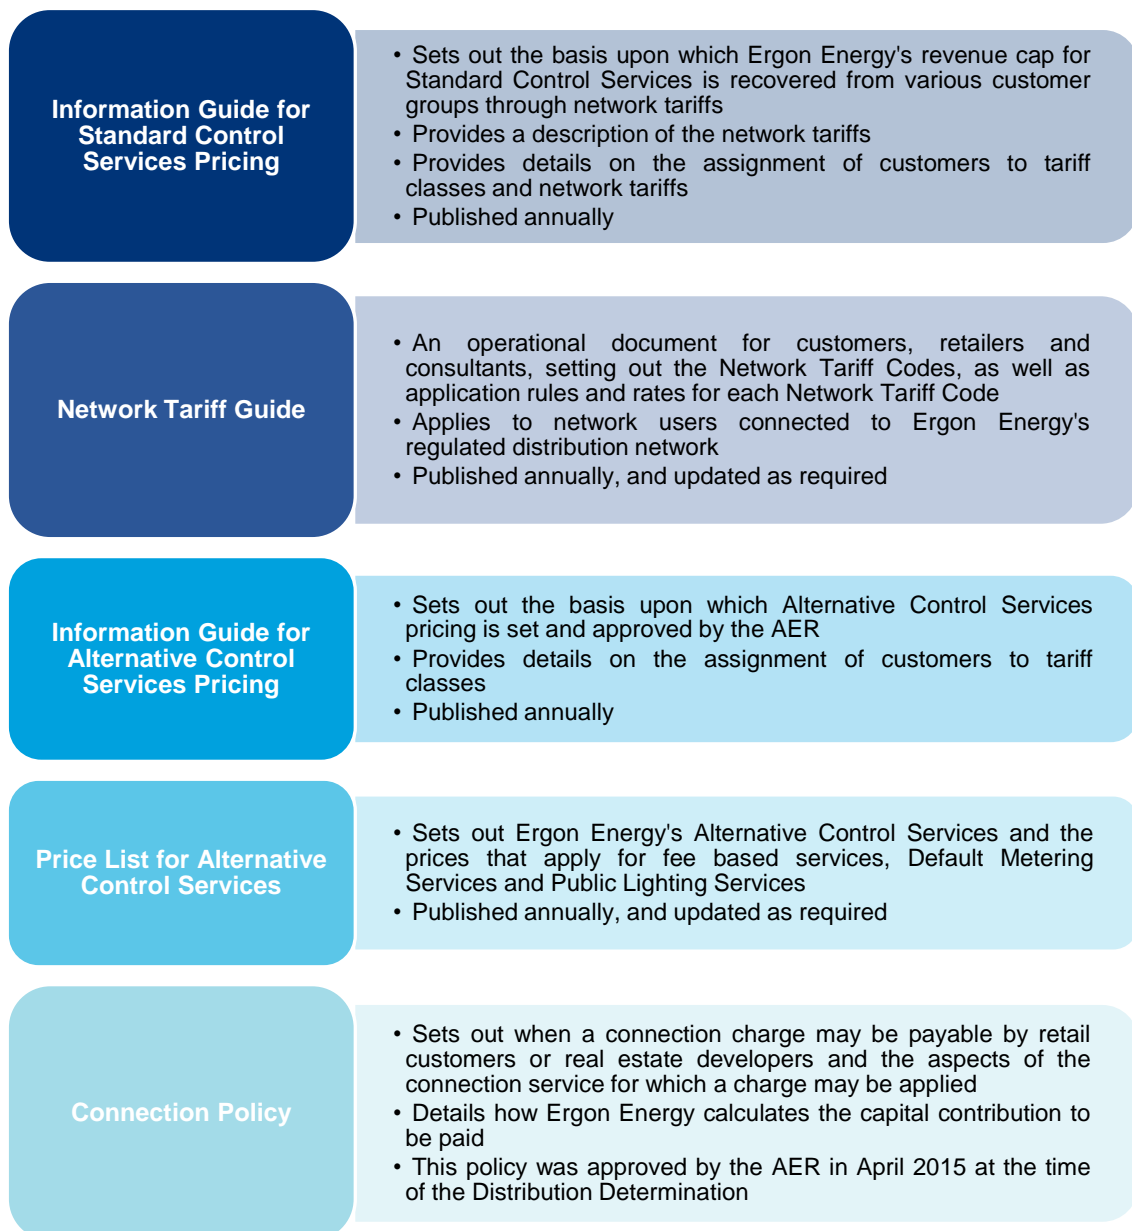 Information Guide for
Standard Control
Services Pricing
• Sets out the basis upon which Ergon Energy's revenue cap for
Standard Control Services is recovered from various customer
groups through network tariffs
• Provides a description of the network tariffs
• Provides details on the assignment of customers to tariff
classes and network tariffs
• Published annually
Network Tariff Guide
• An operational document for customers, retailers and
consultants, setting out the Network Tariff Codes, as well as
application rules and rates for each Network Tariff Code
• Applies to network users connected to Ergon Energy's
regulated distribution network
• Published annually, and updated as required
Information Guide for
Alternative Control
Services Pricing
• Sets out the basis upon which Alternative Control Services
pricing is set and approved by the AER
• Provides details on the assignment of customers to tariff
classes
• Published annually
Price List for Alternative
Control Services
• Sets out Ergon Energy's Alternative Control Services and the
prices that apply for fee based services, Default Metering
Services and Public Lighting Services
• Published annually, and updated as required
Connection Policy
• Sets out when a connection charge may be payable by retail
customers or real estate developers and the aspects of the
connection service for which a charge may be applied
• Details how Ergon Energy calculates the capital contribution to
be paid
• This policy was approved by the AER in April 2015 at the time
of the Distribution Determination